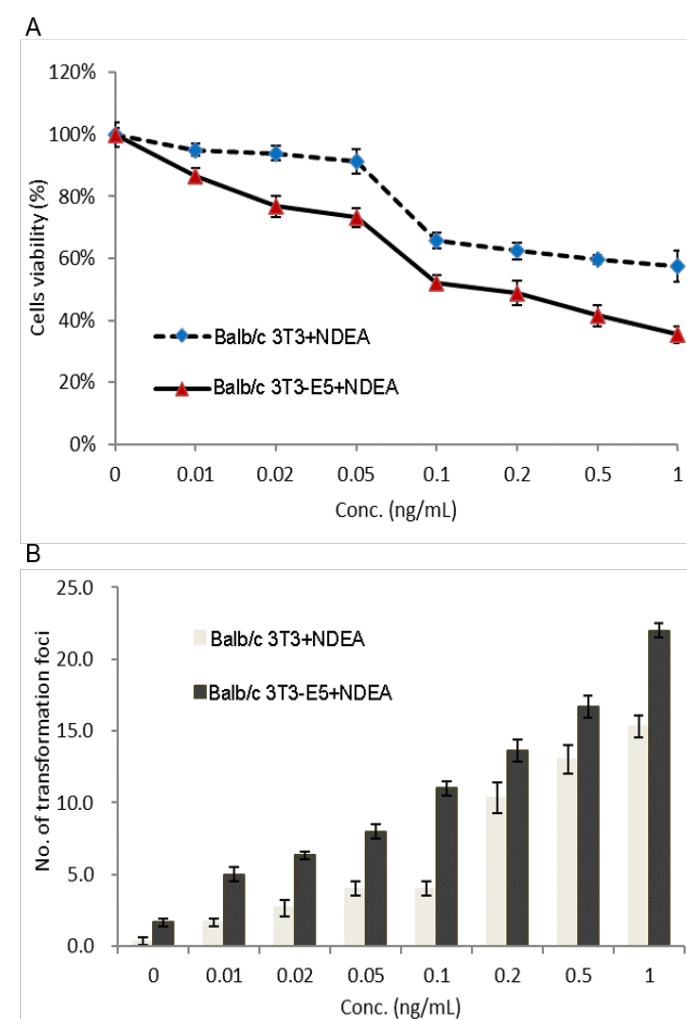 A
120%
100%
80%
60%
40%
20%
0%
Cells viability (%)
Balb/c 3T3+NDEA
Balb/c 3T3-E5+NDEA
0 0.01 0.02 0.05 0.1 0.2 0.5 1
Conc. (ng/mL)
B
25.0
20.0
15.0
10.0
5.0
0.0
No. of transformation foci
Balb/c 3T3+NDEA
Balb/c 3T3-E5+NDEA
0 0.01 0.02 0.05 0.1 0.2 0.5 1
Conc. (ng/mL)